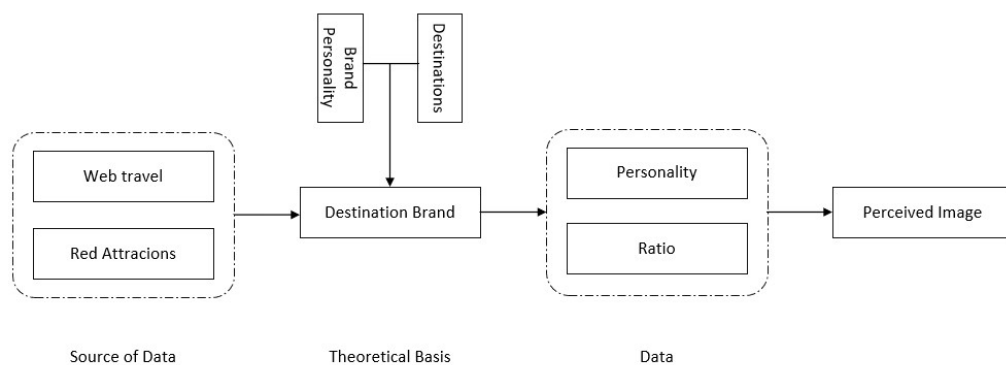 Brand
Personality
Destinations
Web travel
Red Attracions
Destination Brand
Personality
Ratio
Perceived Image
Source of Data
Theoretical Basis
Data